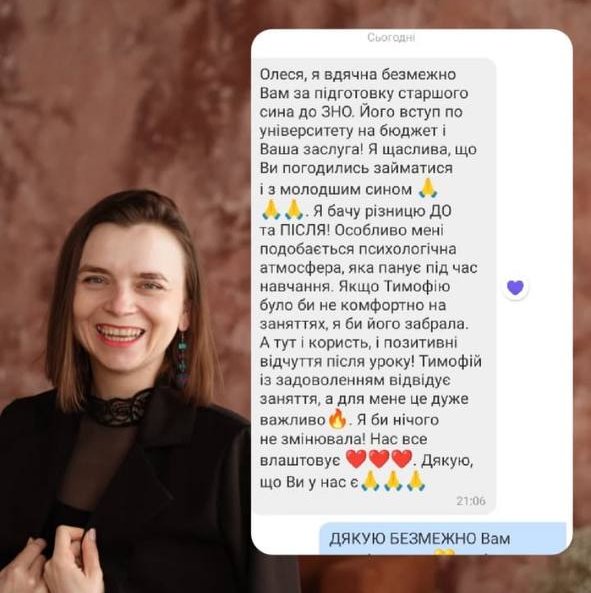 Сьогодні
Олеся, я вдячна безмежно
Вам за підготовку старшого
сина до ЗНО. Його вступ по
університету на бюджет і
Ваша заслуга! Я щаслива, що
Ви погодились займатися
і з молодшим сином 🙏
🙏🙏. Я бачу різницю ДО
та ПІСЛЯ! Особливо мені
подобається психологічна
атмосфера, яка панує під час
навчання. Якщо Тимофію
було би не комфортно на
заняттях, я би його забрала.
А тут і користь, і позитивні
відчуття після уроку! Тимофій
із задоволенням відвідує
заняття, а для мене це дуже
важливо🔥. Я би нічого
не змінювала! Нас все
влаштовує ❤️❤️❤️. Дякую,
що Ви у нас є🙏🙏🙏
21:06
ДЯКУЮ БЕЗМЕЖНО Вам